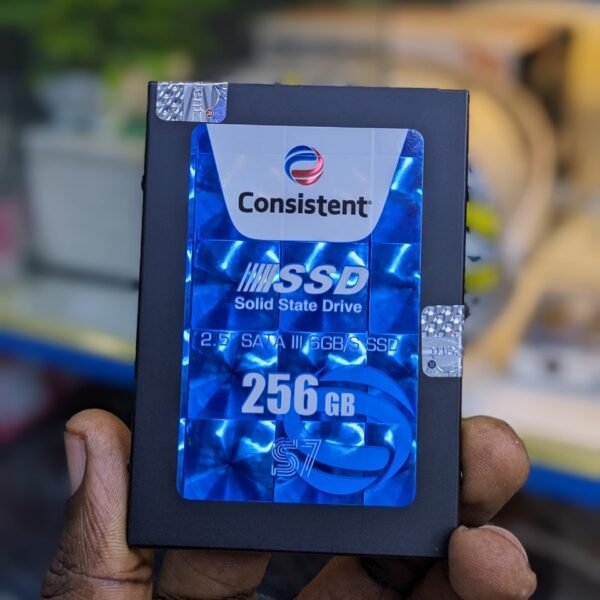 Consistent
SSD
Solid State Drive
2.5" SATA III 6GB/S SSD
256 GB
S7